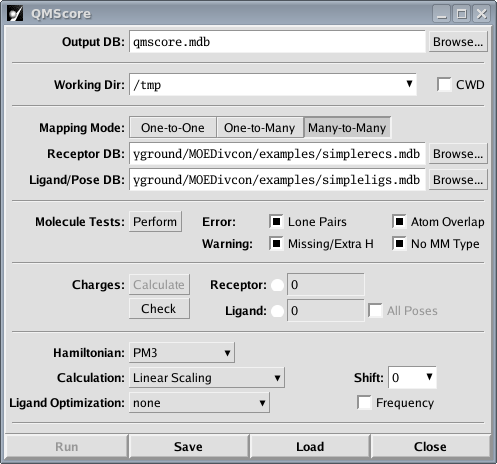 QMScore
Output DB: qmscore.mdb Browse...
Working Dir: /tmp CWD
Mapping Mode: One-to-One One-to-Many Many-to-Many
Receptor DB: yground/MOEDivcon/examples/simplerecs.mdb Browse...
Ligand/Pose DB: yground/MOEDivcon/examples/simpleligs.mdb Browse...
Molecule Tests: Perform Error: Lone Pairs Atom Overlap
Warning: Missing/Extra H No MM Type
Charges: Calculate Receptor: 0
Check Ligand: 0 All Poses
Hamiltonian: PM3
Calculation: Linear Scaling Shift: 0
Ligand Optimization: none Frequency
Run Save Load Close